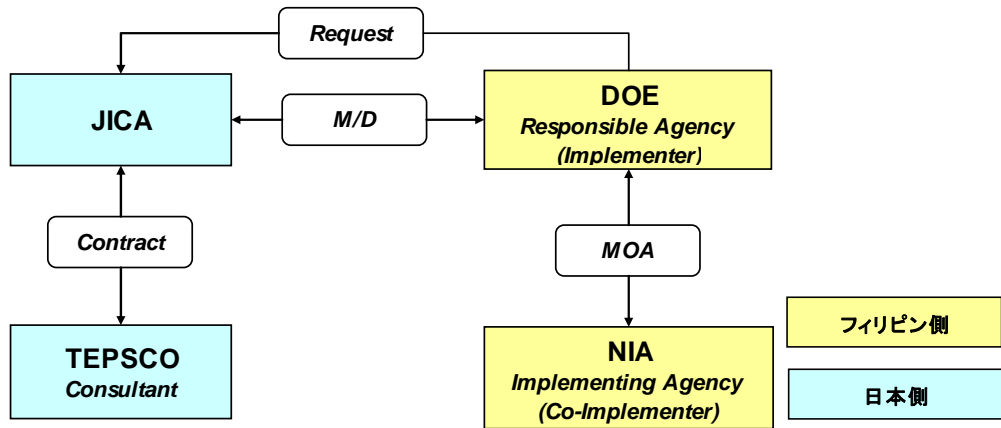 Request
JICA
M/D
DOE
Responsible Agency
(Implementer)
Contract
MOA
TEPSCO
Consultant
NIA
Implementing Agency
(Co-Implementer)
フィリピン側
日本側